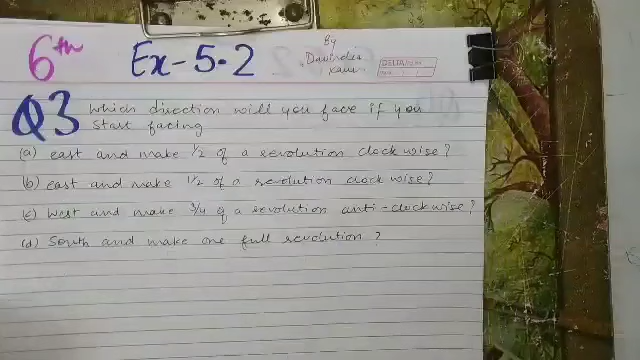 6th Ex-5.2 By
Davinder
Kaur
Q3 Which direction will you face if you
start facing
(a) east and make 1/2 of a revolution clockwise?
(b) east and make 1 1/2 of a revolution clockwise?
(c) West and make 3/4 of a revolution anti-clockwise?
(d) South and make one full revolution?